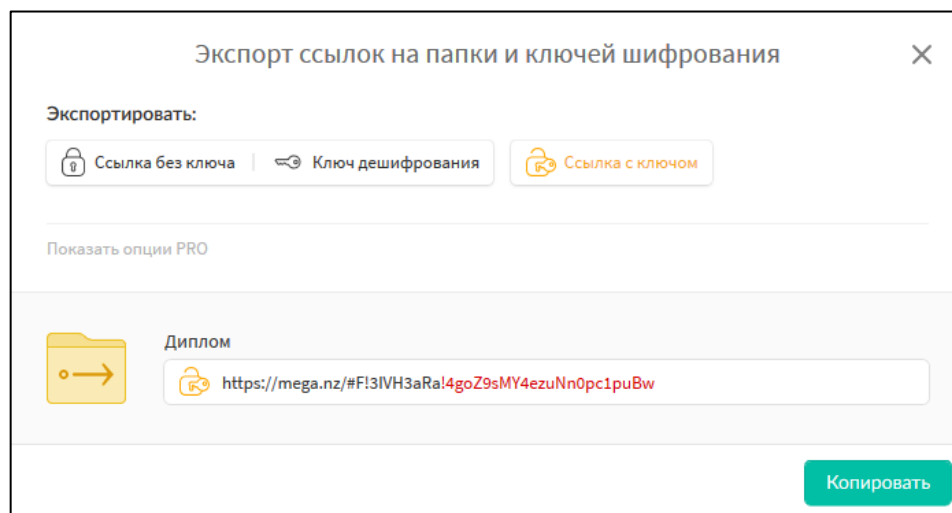 Экспорт ссылок на папки и ключей шифрования
Экспортировать:
Ссылка без ключа | Ключ дешифрования Ссылка с ключом
Показать опции PRO
Диплом
https://mega.nz/#F!3lVH3aRa!4goZ9sMY4ezuNn0pc1puBw
Копировать